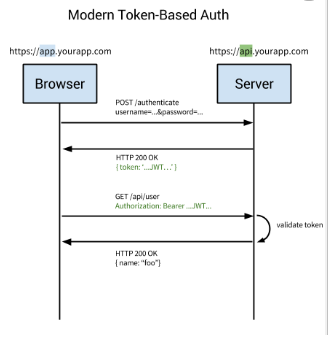 Modern Token-Based Auth
https://app.yourapp.com
https://api.yourapp.com
Browser
Server
POST /authenticate
username=...&password=...
HTTP 200 OK
{ token: '...JWT...' }
GET /api/user
Authorization: Bearer ...JWT...
validate token
HTTP 200 OK
{ name: "foo"}